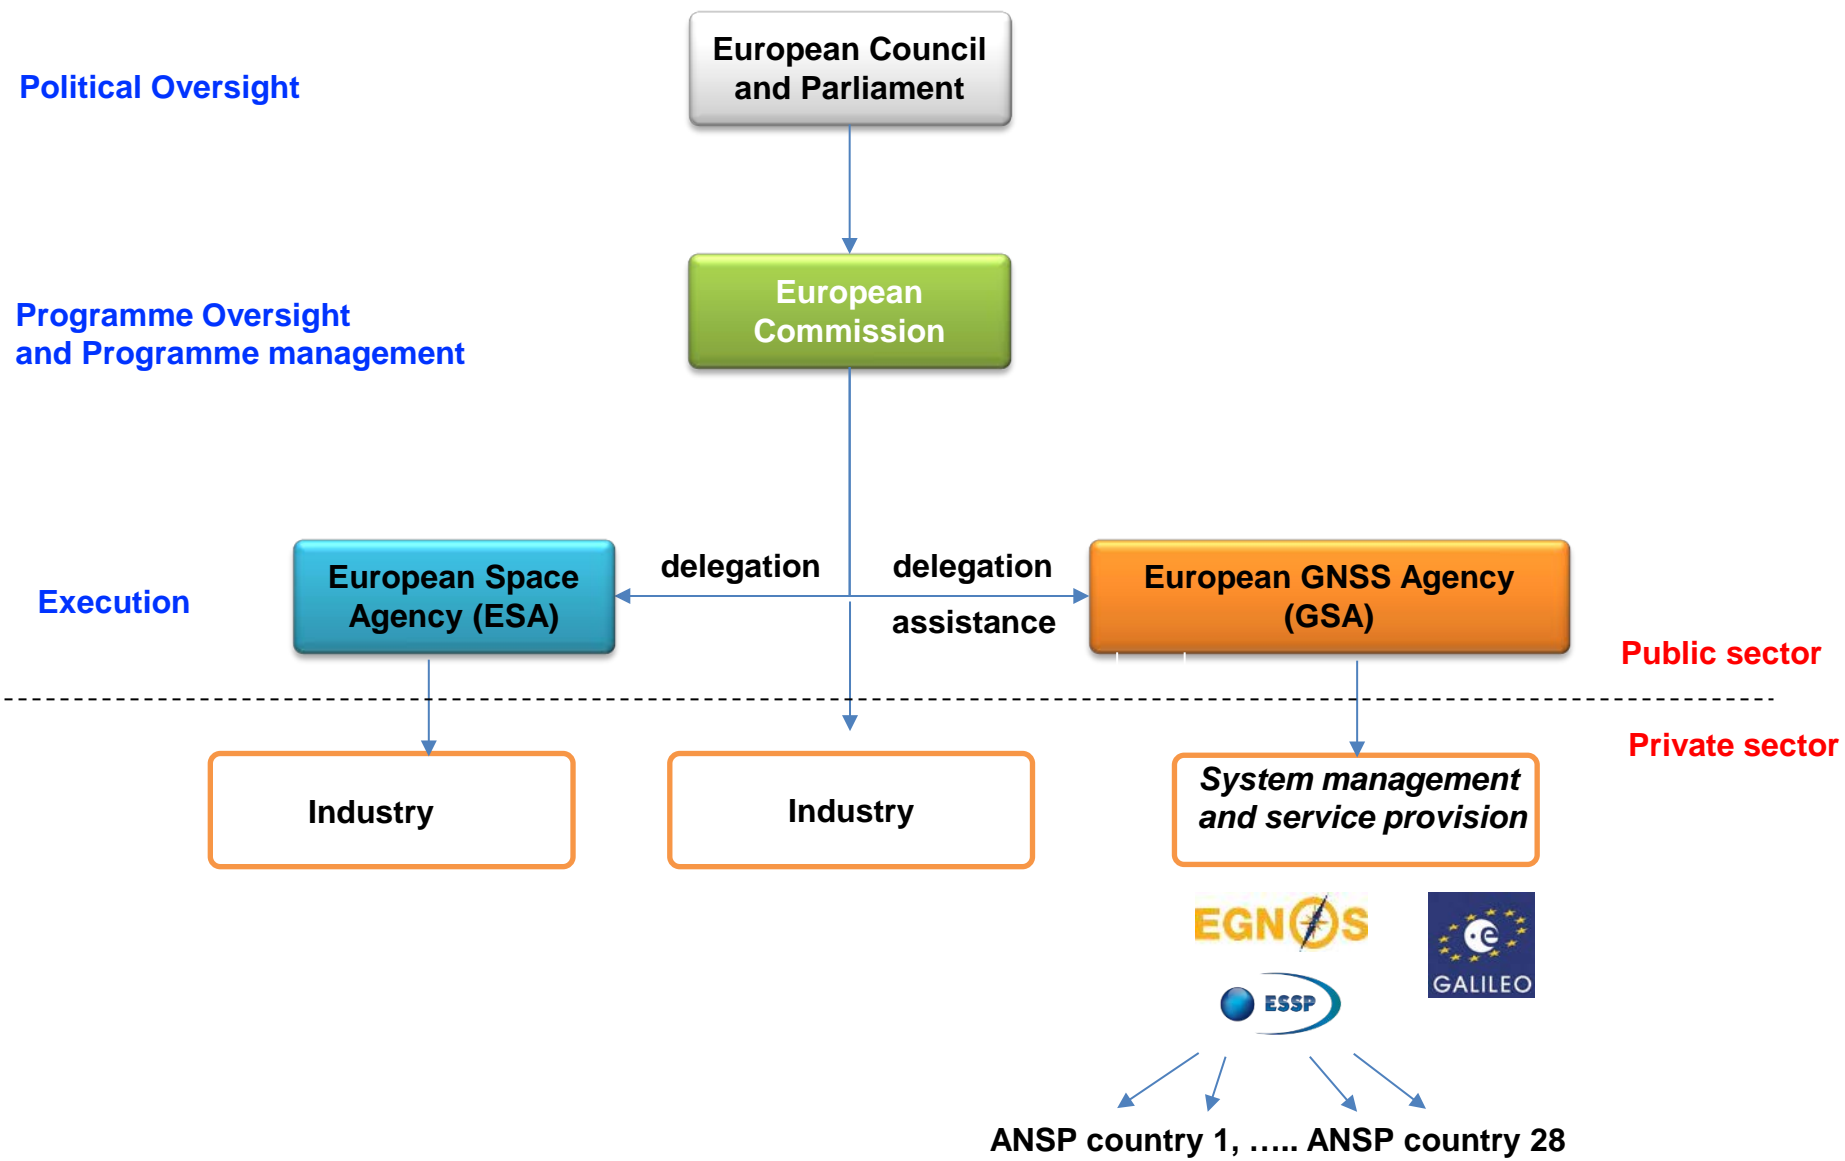 European Council
and Parliament
Political Oversight
European
Commission
Programme Oversight
and Programme management
European Space
Agency (ESA)
delegation
delegation
assistance
European GNSS Agency
(GSA)
Execution
Public sector
Private sector
Industry
Industry
System management
and service provision
EGNOS
GALILEO
ESSP
ANSP country 1, ..... ANSP country 28